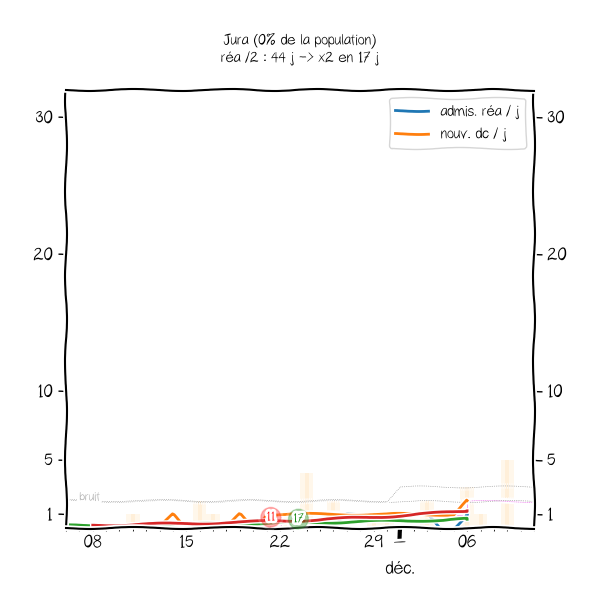 Jura (0% de la population)
réa /2 : 44 j -> x2 en 17 j
admis. réa / j
nouv. dc / j
30 30
20 20
10 10
5 5
bruit
1 11 17 1
08 15 22 29 06
déc.